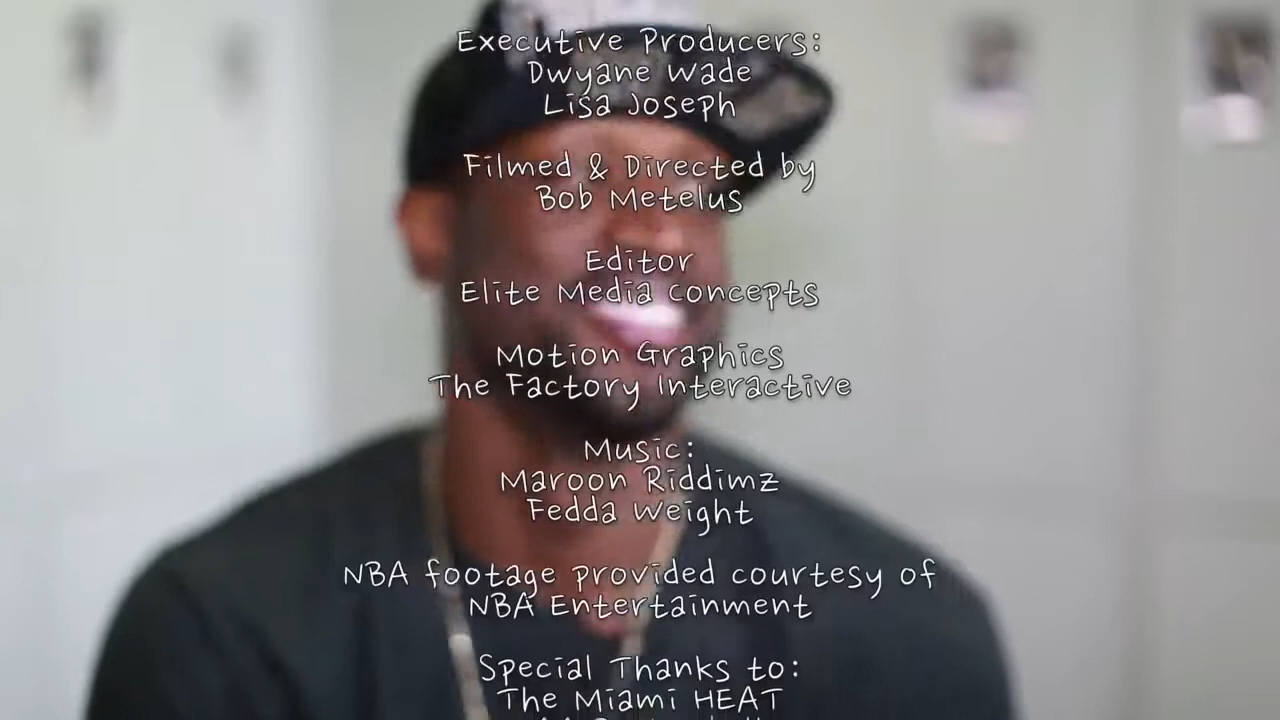 Executive Producers:
Dwyane Wade
Lisa Joseph
Filmed & Directed by
Bob Metelus
Editor
Elite Media Concepts
Motion Graphics
The Factory Interactive
Music:
Maroon Riddimz
Fedda Weight
NBA footage provided courtesy of
NBA Entertainment
Special Thanks to:
The Miami HEAT